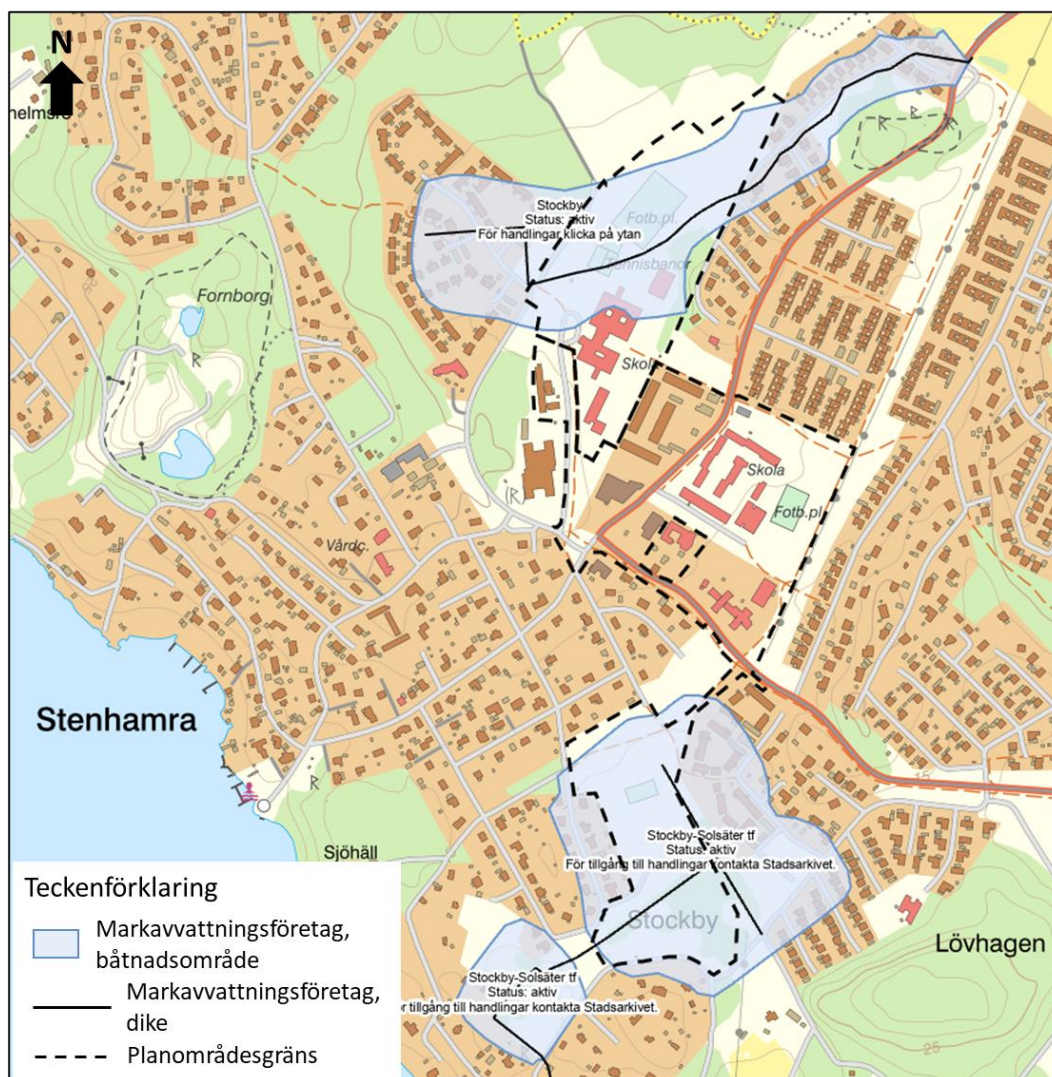 N
Stockby
Status: aktiv
För handlingar klicka på ytan
Fotb.pl.
Fornborg
R
R
R
Skola
Skola
Fotb.pl.
(R)
Vårdc.
Stenhamra
R
Sjöhäll
15
Stockby-Solsäter tf
Status: aktiv
För tillgång till handlingar kontakta Stadsarkivet.
Stockby
Lövhagen
Stockby-Solsäter tf
Status: aktiv
r tillgång till handlingar kontakta Stadsarkivet.
25
Teckenförklaring
Markavvattningsföretag,
båtnadsområde
Markavvattningsföretag,
dike
Planområdesgräns